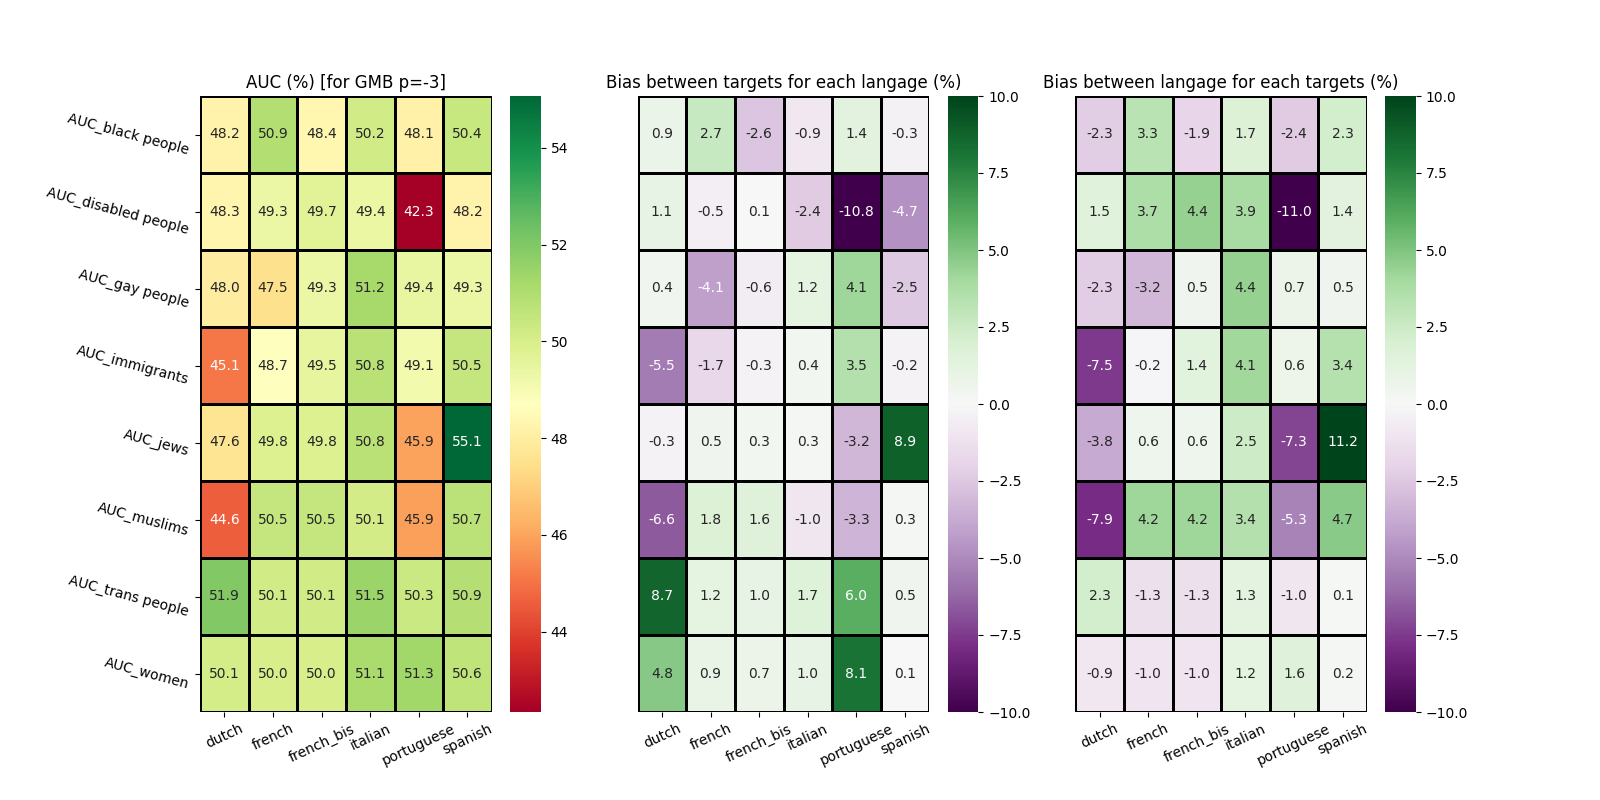 AUC (%) [for GMB p=-3]
Bias between targets for each langage (%)
Bias between langage for each targets (%)
AUC_black people 48.2 50.9 48.4 50.2 48.1 50.4
AUC_disabled people 48.3 49.3 49.7 49.4 42.3 48.2
AUC_gay people 48.0 47.5 49.3 51.2 49.4 49.3
AUC_immigrants 45.1 48.7 49.5 50.8 49.1 50.5
AUC_jews 47.6 49.8 49.8 50.8 45.9 55.1
AUC_muslims 44.6 50.5 50.5 50.1 45.9 50.7
AUC_trans people 51.9 50.1 50.1 51.5 50.3 50.9
AUC_women 50.1 50.0 50.0 51.1 51.3 50.6
dutch french french_bis italian portuguese spanish
54
52
50
48
46
44
0.9 2.7 -2.6 -0.9 1.4 -0.3
1.1 -0.5 0.1 -2.4 -10.8 -4.7
0.4 -4.1 -0.6 1.2 4.1 -2.5
-5.5 -1.7 -0.3 0.4 3.5 -0.2
-0.3 0.5 0.3 0.3 -3.2 8.9
-6.6 1.8 1.6 -1.0 -3.3 0.3
8.7 1.2 1.0 1.7 6.0 0.5
4.8 0.9 0.7 1.0 8.1 0.1
dutch french french_bis italian portuguese spanish
10.0
7.5
5.0
2.5
0.0
−2.5
−5.0
−7.5
−10.0
-2.3 3.3 -1.9 1.7 -2.4 2.3
1.5 3.7 4.4 3.9 -11.0 1.4
-2.3 -3.2 0.5 4.4 0.7 0.5
-7.5 -0.2 1.4 4.1 0.6 3.4
-3.8 0.6 0.6 2.5 -7.3 11.2
-7.9 4.2 4.2 3.4 -5.3 4.7
2.3 -1.3 -1.3 1.3 -1.0 0.1
-0.9 -1.0 -1.0 1.2 1.6 0.2
dutch french french_bis italian portuguese spanish
10.0
7.5
5.0
2.5
0.0
−2.5
−5.0
−7.5
−10.0